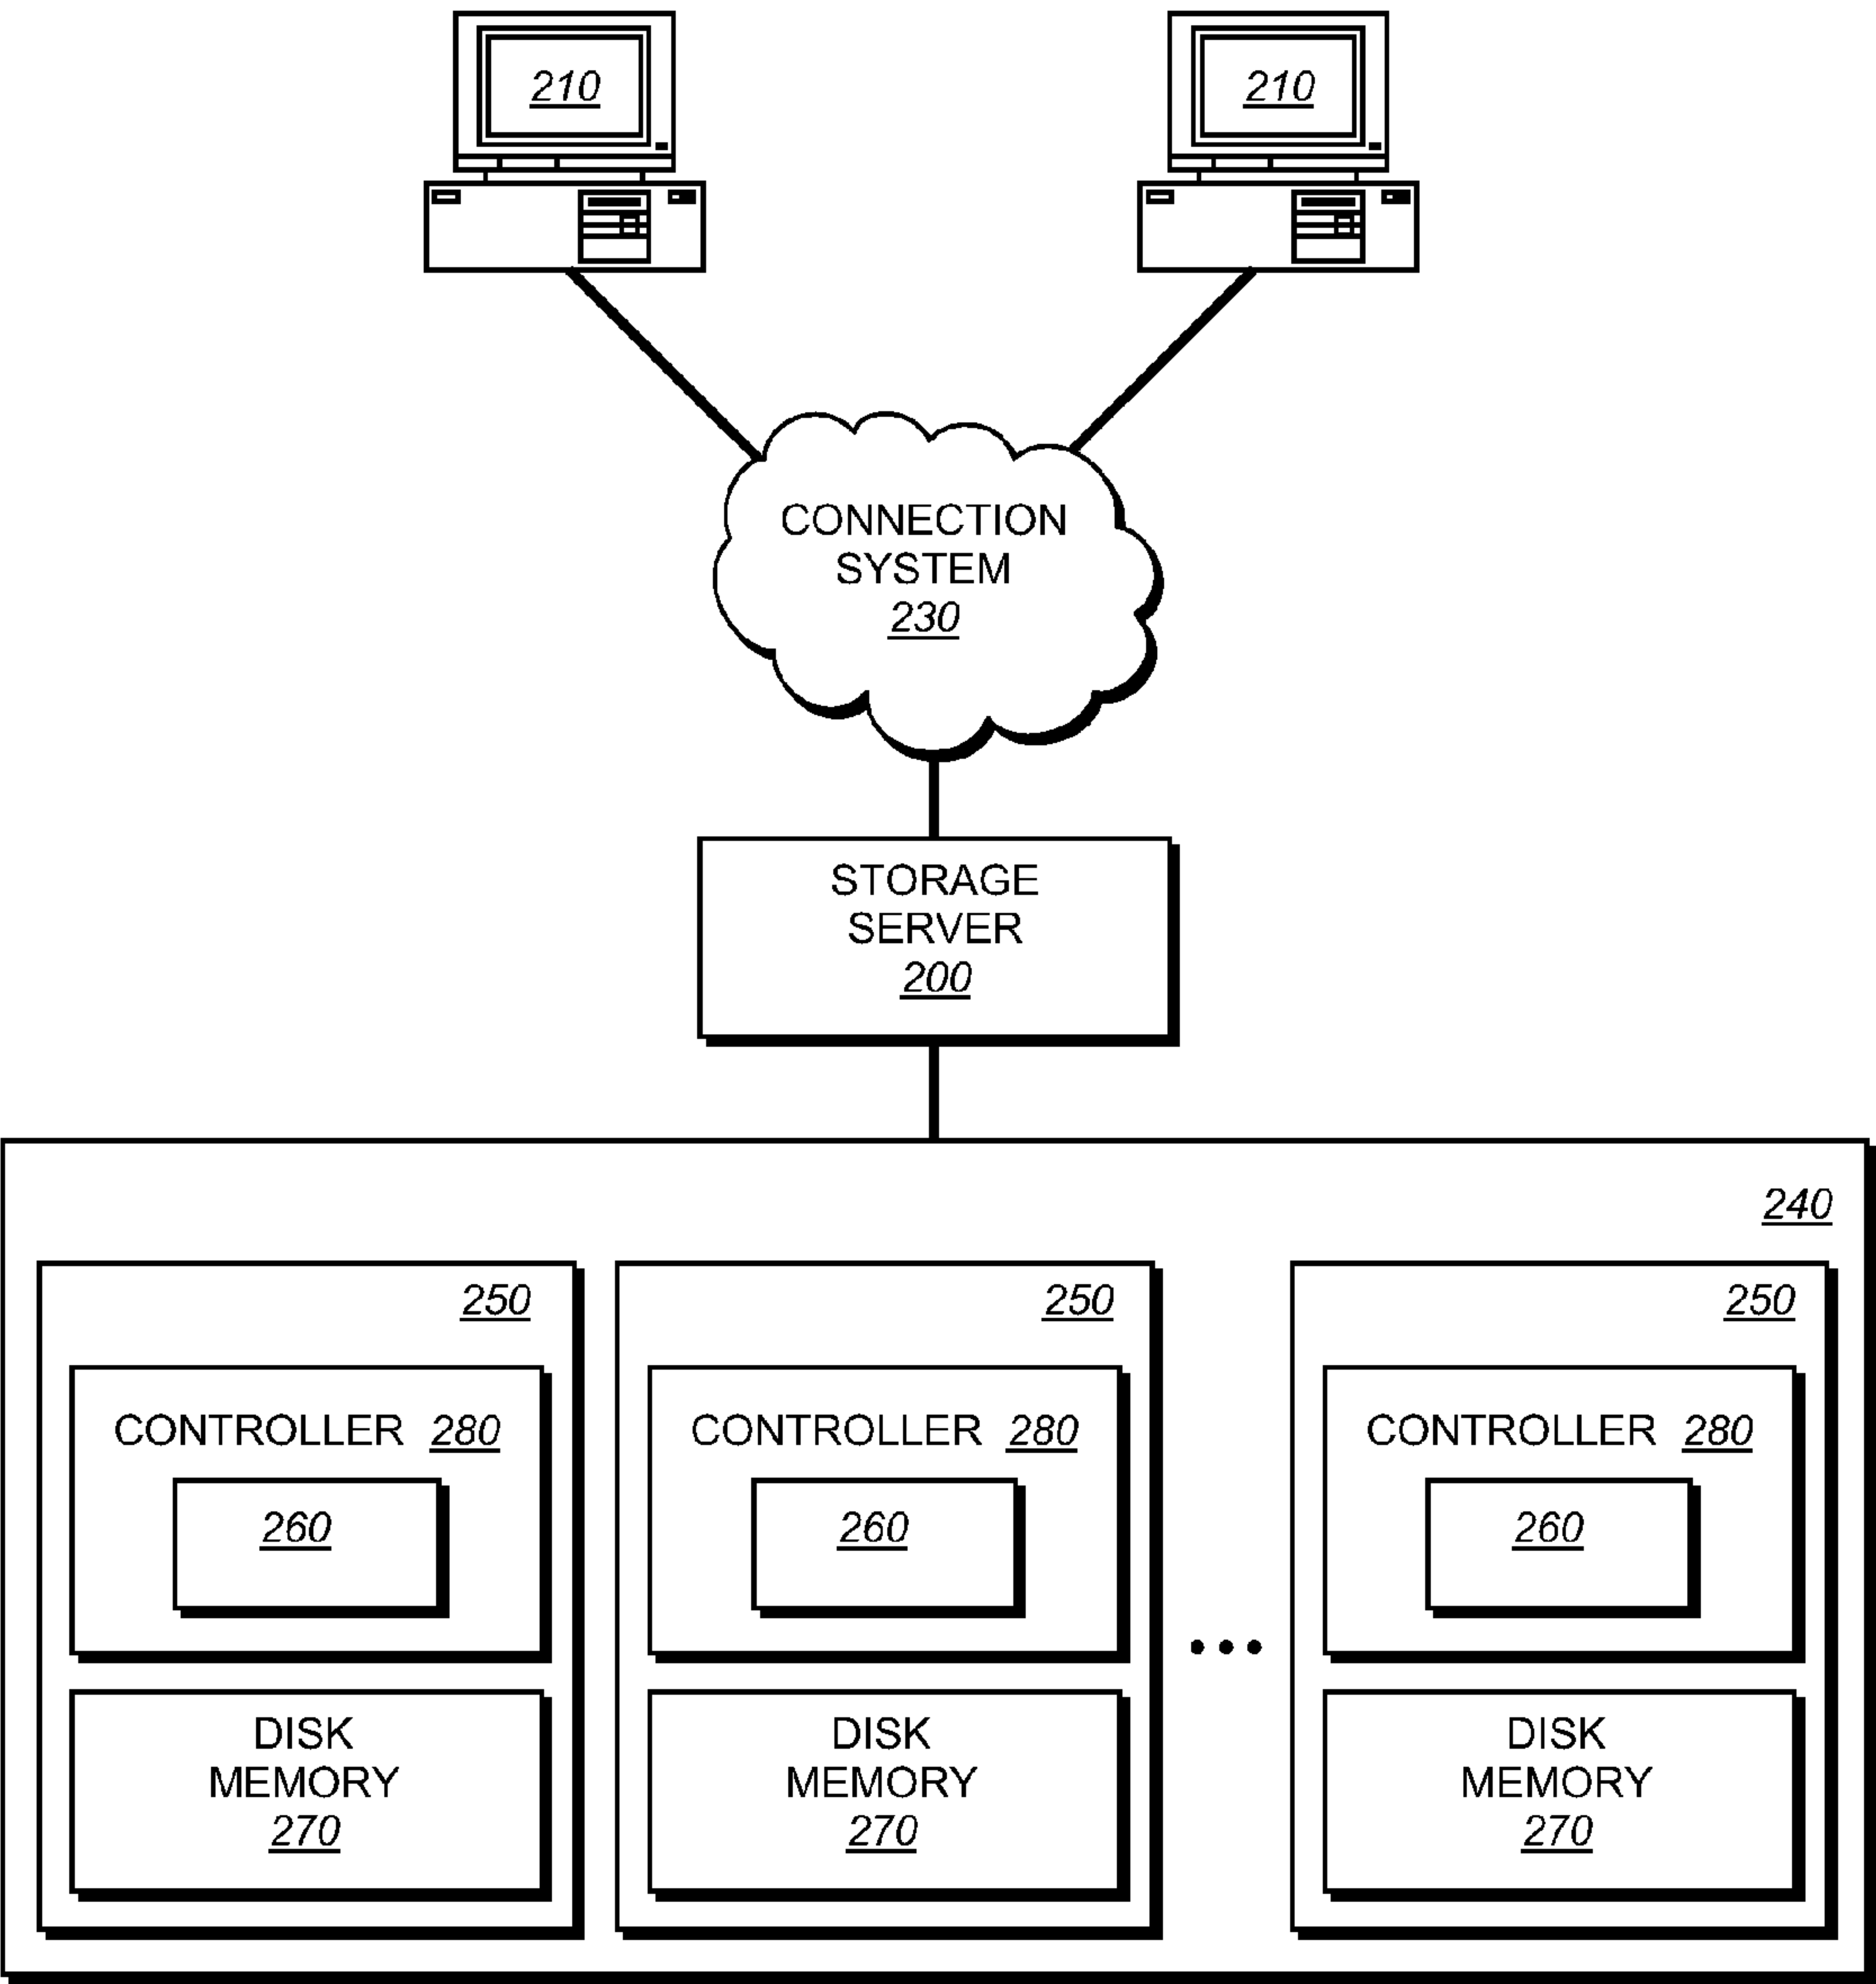 210
210
CONNECTION
SYSTEM
230
STORAGE
SERVER
200
240
250
250
250
CONTROLLER 280
CONTROLLER 280
CONTROLLER 280
260
260
260
DISK
MEMORY
270
DISK
MEMORY
270
DISK
MEMORY
270